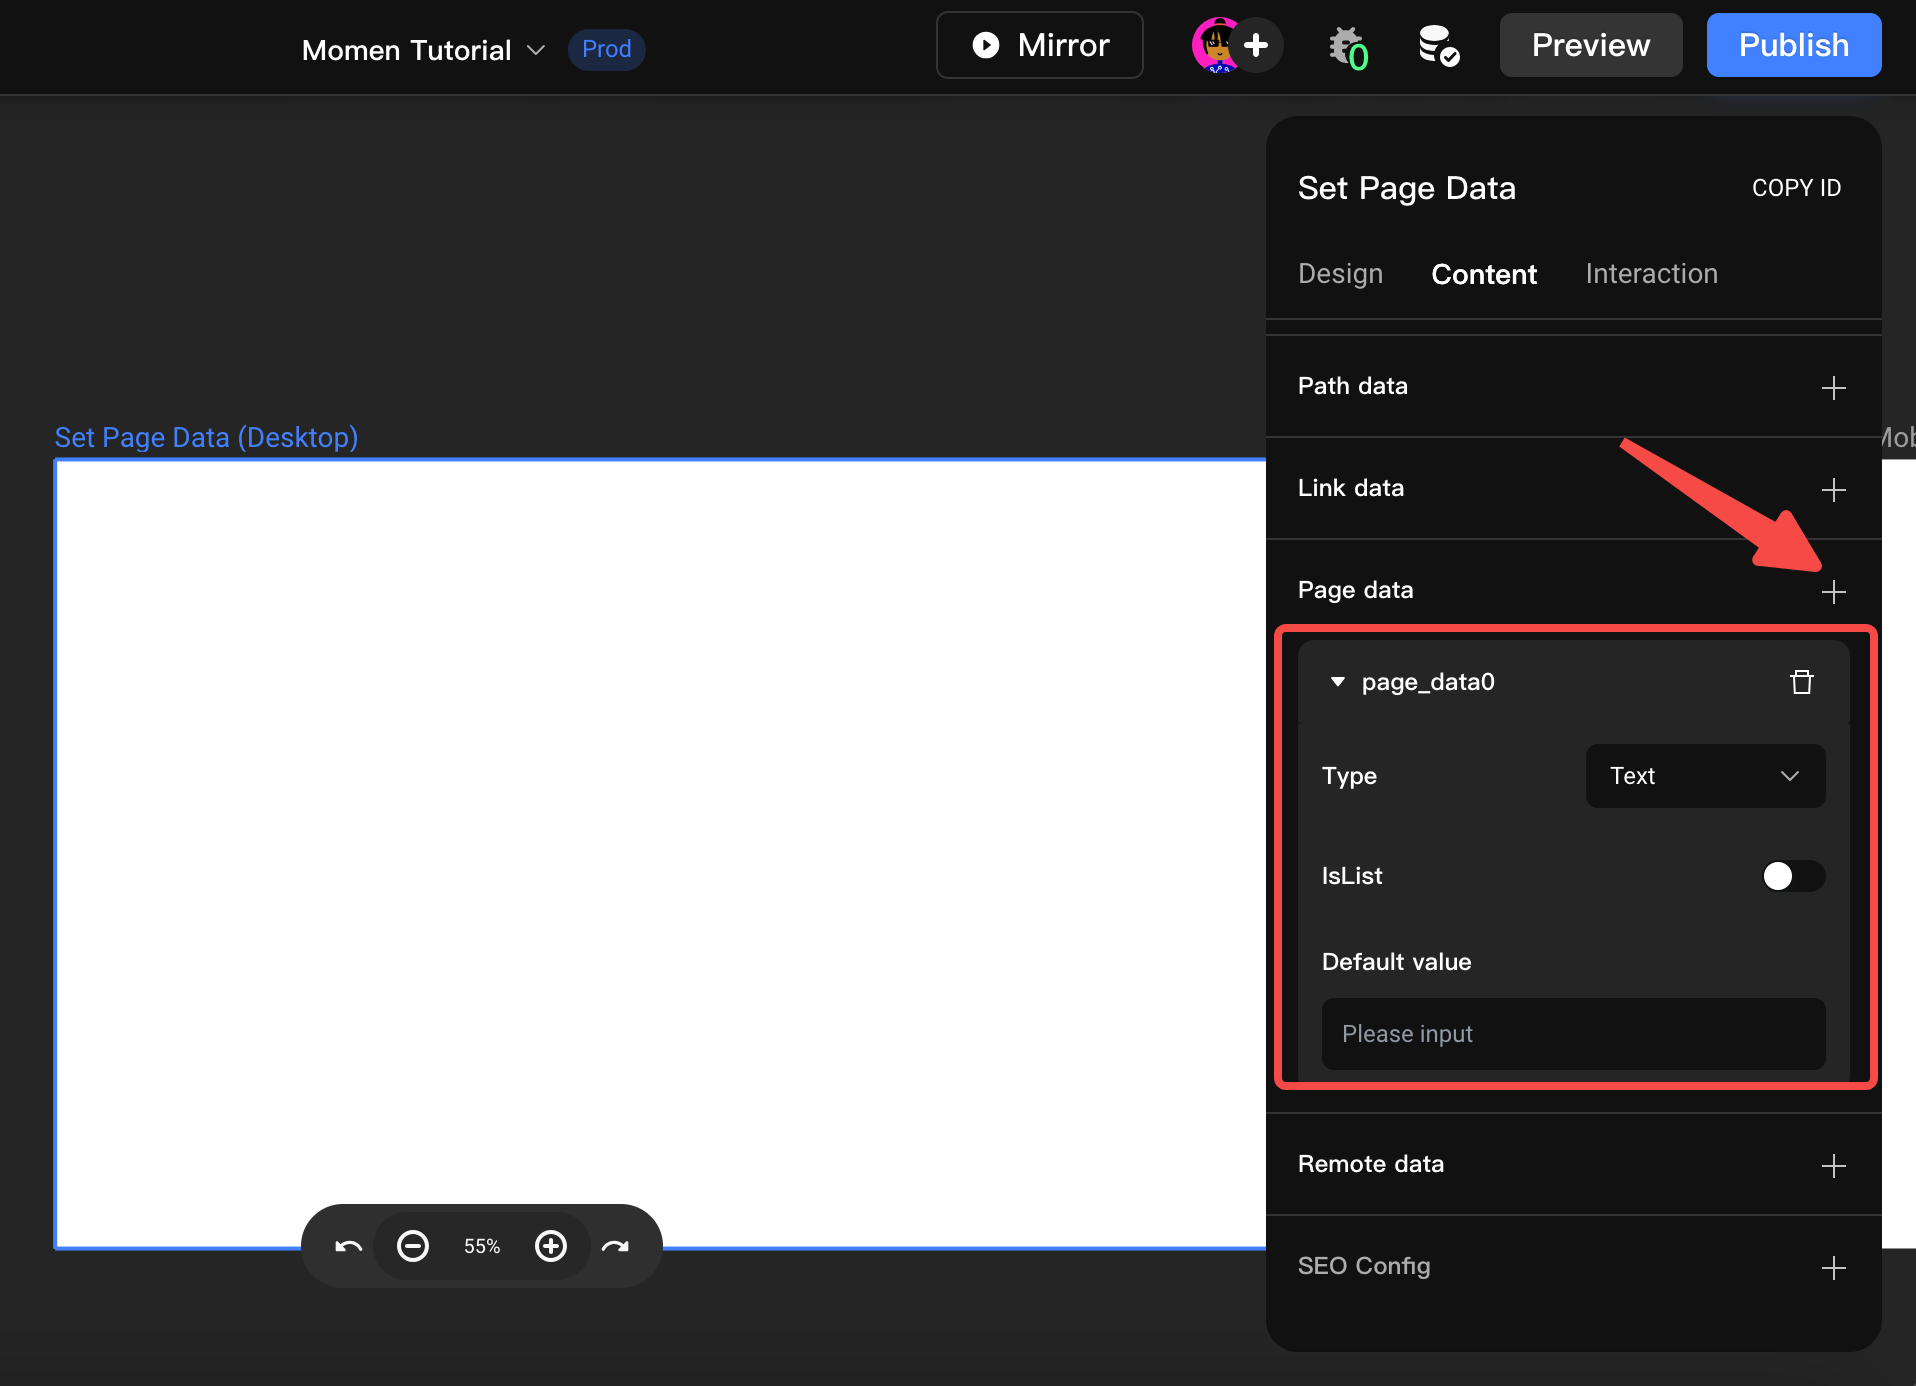 Momen Tutorial Prod Mirror 0 Preview Publish
Set Page Data COPY ID
Design Content Interaction
Path data
Set Page Data (Desktop)
Link data
Page data
page_data0
Type Text
IsList
Default value
Please input
Remote data
55%
SEO Config